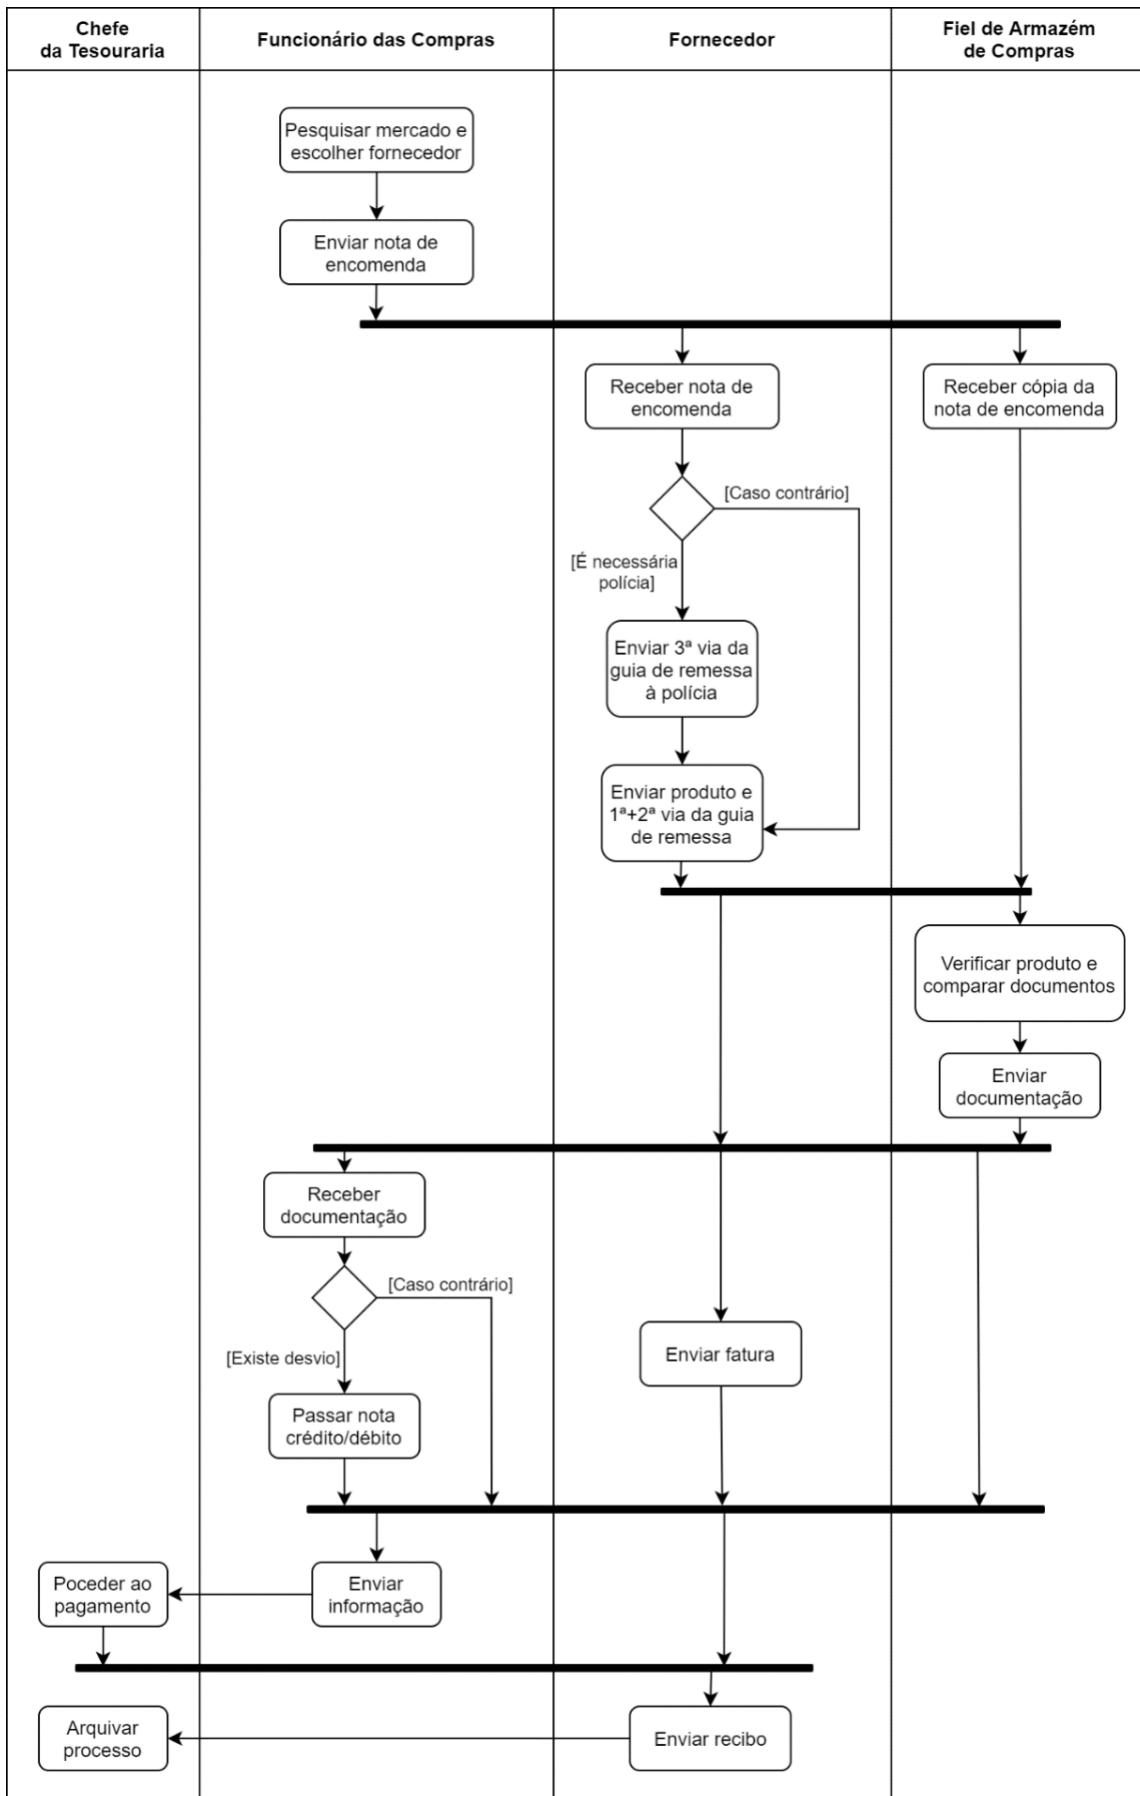 Chefe
da Tesouraria
Funcionário das Compras
Fornecedor
Fiel de Armazém
de Compras
Pesquisar mercado e
escolher fornecedor
Enviar nota de
encomenda
Receber nota de
encomenda
Receber cópia da
nota de encomenda
[Caso contrário]
[É necessária
polícia]
Enviar 3ª via da
guia de remessa
à polícia
Enviar produto e
1ª+2ª via da guia
de remessa
Verificar produto e
comparar documentos
Enviar
documentação
Receber
documentação
[Caso contrário]
[Existe desvio]
Enviar fatura
Passar nota
crédito/débito
Poceder ao
pagamento
Enviar
informação
Arquivar
processo
Enviar recibo